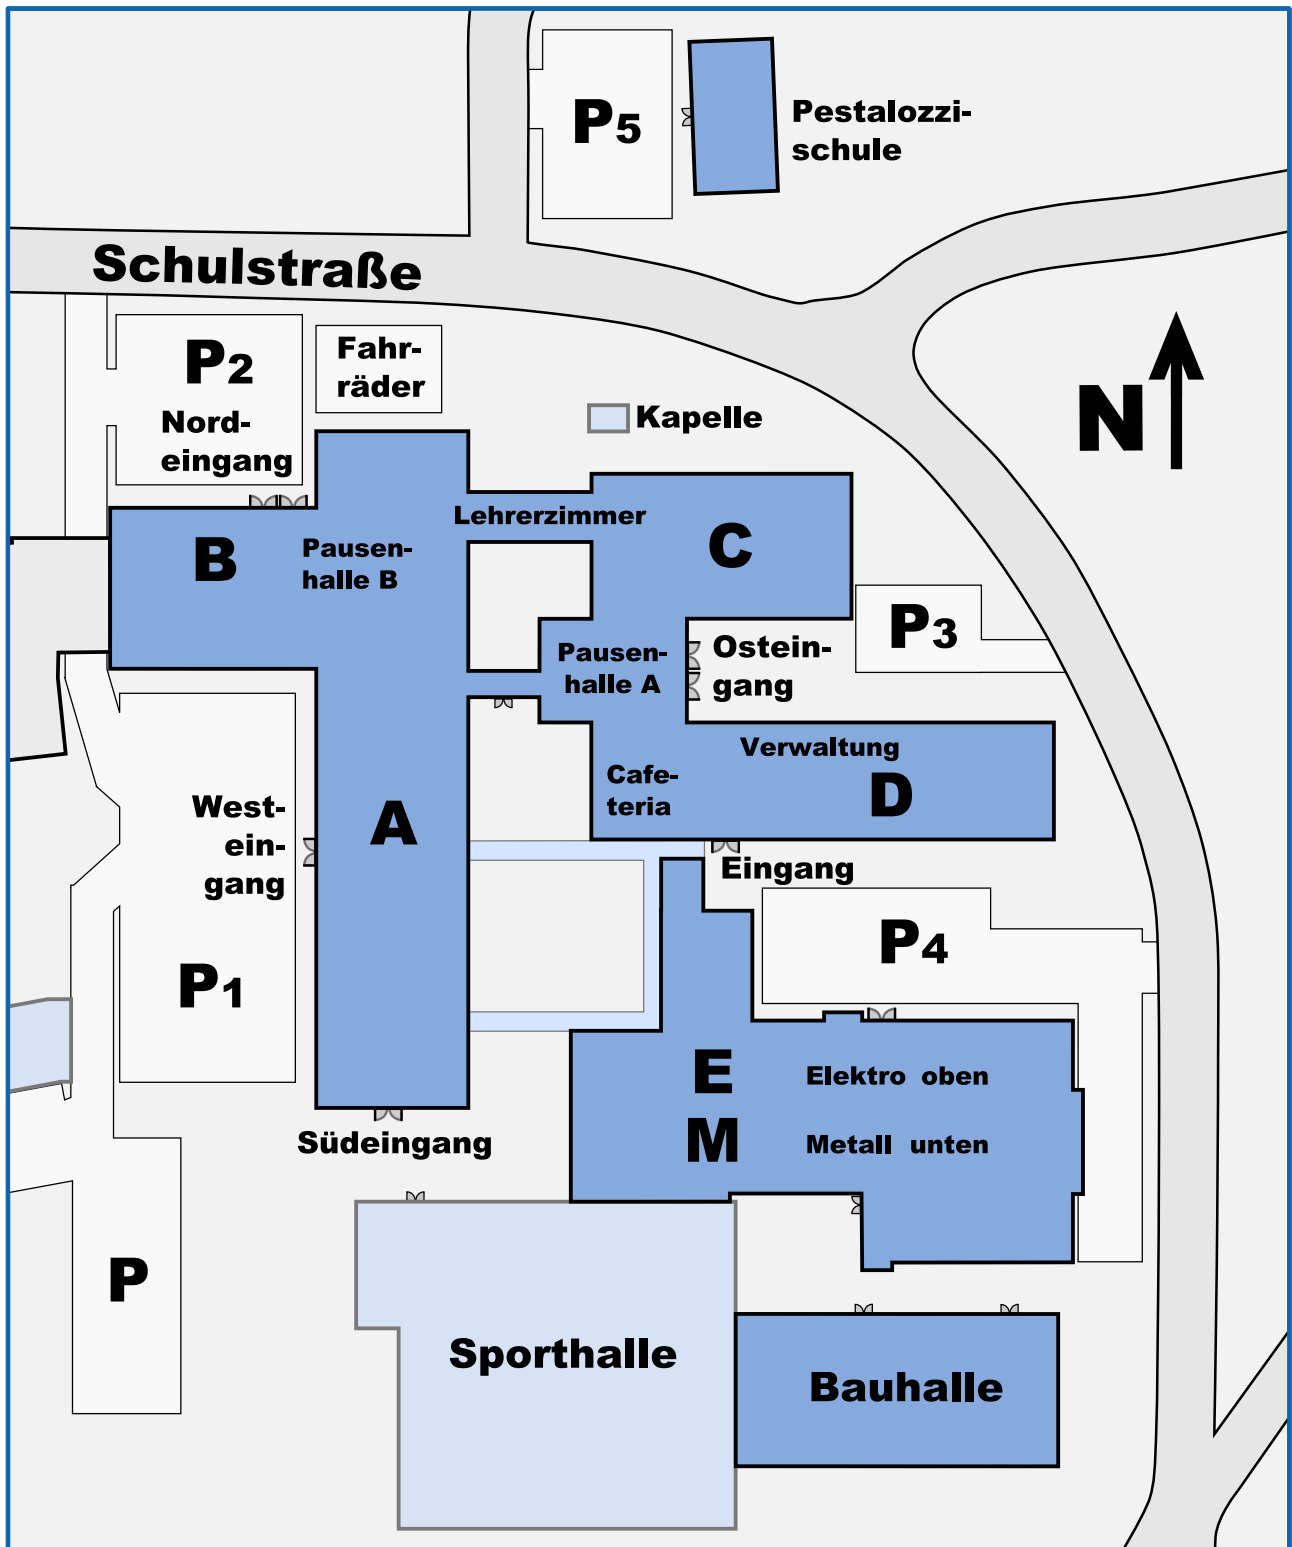 P5
Pestalozzi-
schule
Schulstraße
P2
Fahr-
räder
N
Kapelle
Nord-
eingang
Lehrerzimmer
B
Pausen-
halle B
C
P3
Ostein-
gang
Pausen-
halle A
Verwaltung
Cafe-
teria
D
West-
ein-
gang
A
Eingang
P4
P1
E
Elektro oben
M
Metall unten
Südeingang
P
Sporthalle
Bauhalle